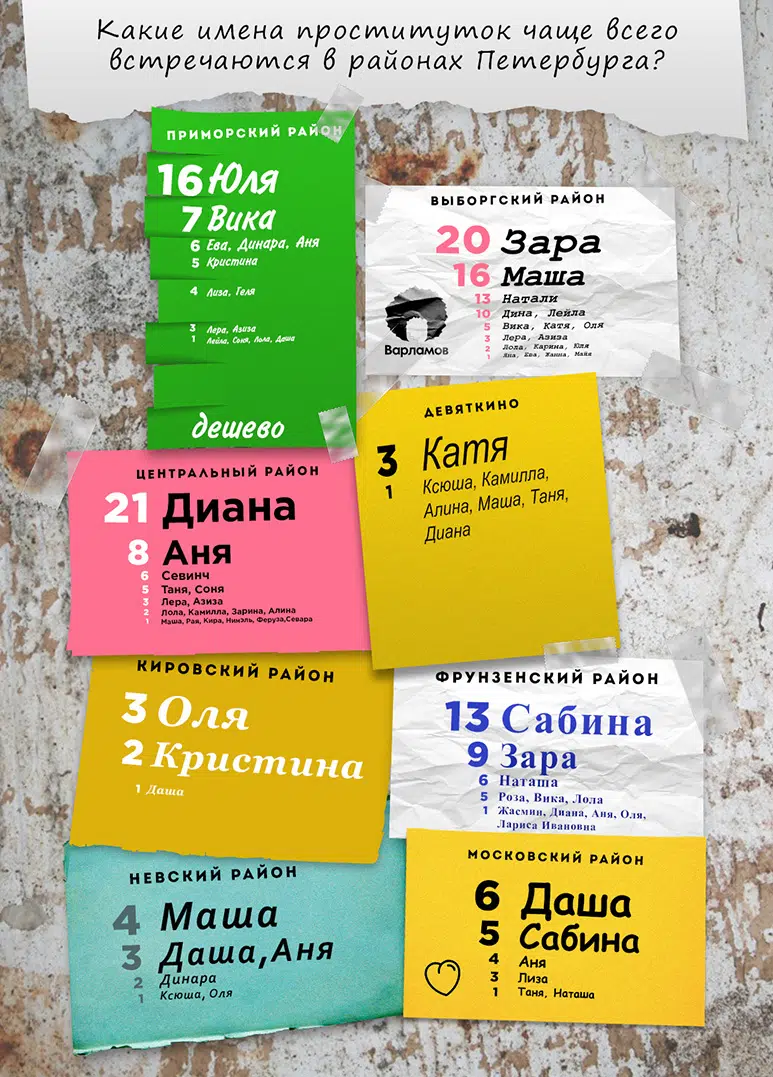 Какие имена проституток чаще всего
встречаются в районах Петербурга?
ПРИМОРСКИЙ РАЙОН
16 Юля
7 Вика
6 Ева, Динара, Аня
5 Кристина
4 Лиза, Геля
3 Лера, Азиза
1 Лейла, Соня, Лола, Даша
дешево
ВЫБОРГСКИЙ РАЙОН
20 Зара
16 Маша
13 Натали
10 Дина, Лейла
5 Вика, Катя, Оля
3 Лера, Азиза
2 Лола, Карина, Юля
1 Яна, Ева, Жанна, Майя
Варламов
ДЕВЯТКИНО
3 Катя
1 Ксюша, Камилла,
Алина, Маша, Таня,
Диана
ЦЕНТРАЛЬНЫЙ РАЙОН
21 Диана
8 Аня
6 Севинч
5 Таня, Соня
3 Лера, Азиза
2 Лола, Камилла, Зарина, Алина
1 Маша, Рая, Кира, Нинэль, Феруза,Севара
КИРОВСКИЙ РАЙОН
3 Оля
2 Кристина
1 Даша
ФРУНЗЕНСКИЙ РАЙОН
13 Сабина
9 Зара
6 Наташа
5 Роза, Вика, Лола
1 Жасмин, Диана, Аня, Оля,
Лариса Ивановна
НЕВСКИЙ РАЙОН
4 Маша
3 Даша,Аня
2 Динара
1 Ксюша, Оля
МОСКОВСКИЙ РАЙОН
6 Даша
5 Сабина
4 Аня
3 Лиза
1 Таня, Наташа